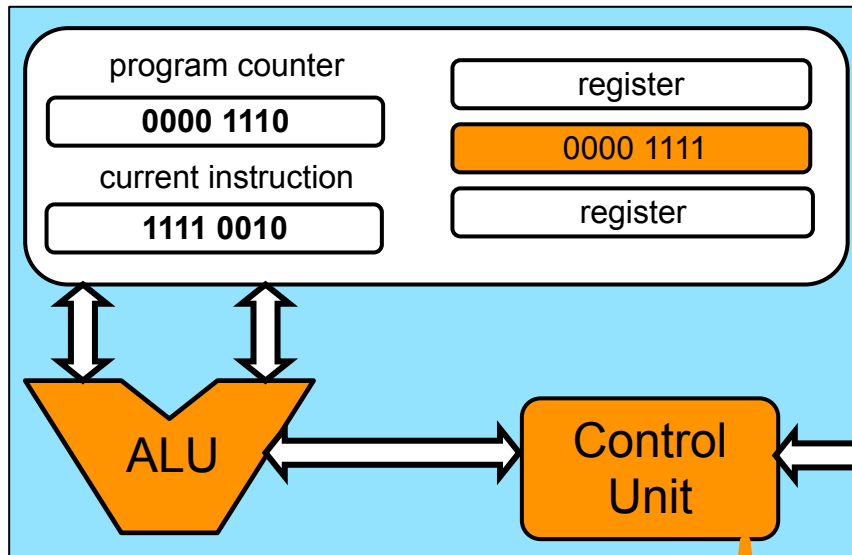 program counter
0000 1110
current instruction
1111 0010
register
0000 1111
register
ALU
Control
Unit